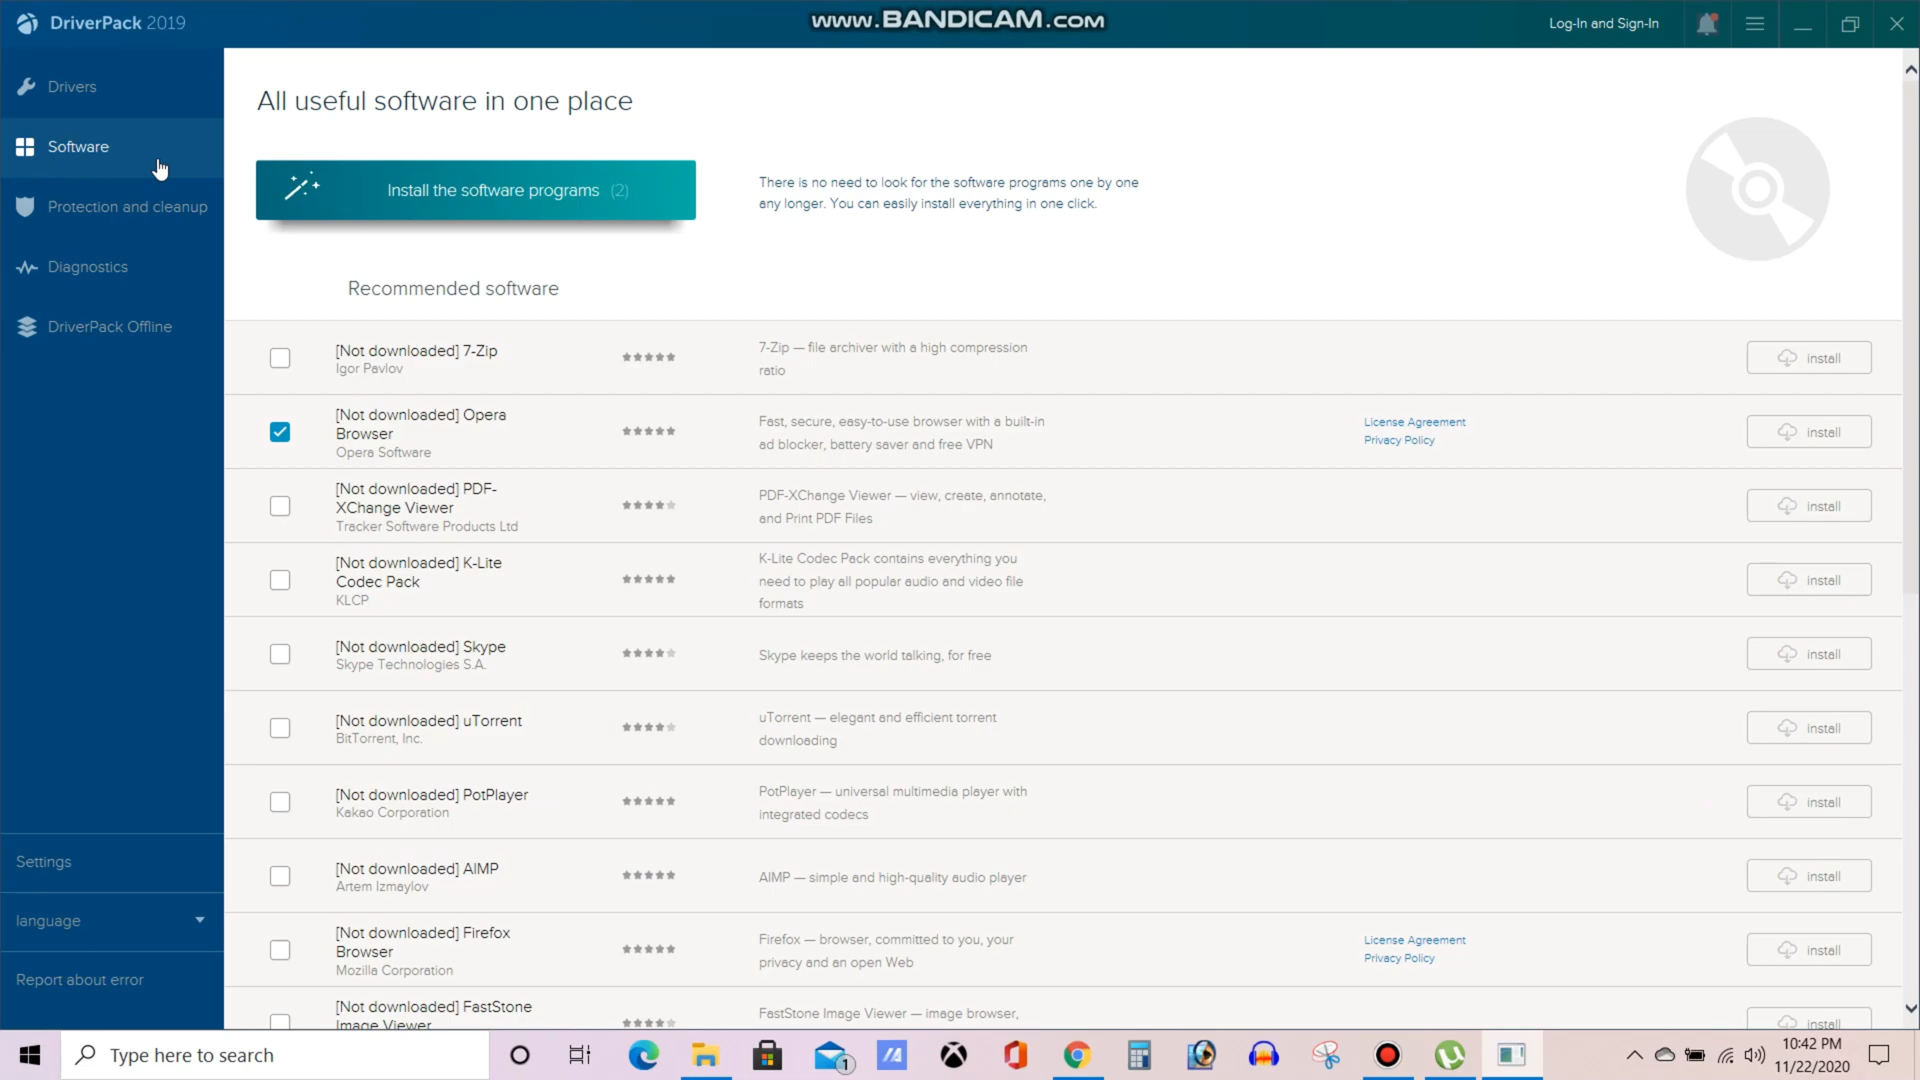 DriverPack 2019
www.BANDICAM.com
Log-In and Sign-In
Drivers
Software
Protection and cleanup
Diagnostics
DriverPack Offline
Settings
language
Report about error
All useful software in one place
Install the software programs (2)
There is no need to look for the software programs one by one
any longer. You can easily install everything in one click.
Recommended software
[Not downloaded] 7-Zip
Igor Pavlov
7-Zip — file archiver with a high compression
ratio
install
[Not downloaded] Opera
Browser
Opera Software
Fast, secure, easy-to-use browser with a built-in
ad blocker, battery saver and free VPN
License Agreement
Privacy Policy
install
[Not downloaded] PDF-
XChange Viewer
Tracker Software Products Ltd
PDF-XChange Viewer — view, create, annotate,
and Print PDF Files
install
[Not downloaded] K-Lite
Codec Pack
KLCP
K-Lite Codec Pack contains everything you
need to play all popular audio and video file
formats
install
[Not downloaded] Skype
Skype Technologies S.A.
Skype keeps the world talking, for free
install
[Not downloaded] uTorrent
BitTorrent, Inc.
uTorrent — elegant and efficient torrent
downloading
install
[Not downloaded] PotPlayer
Kakao Corporation
PotPlayer — universal multimedia player with
integrated codecs
install
[Not downloaded] AIMP
Artem Izmaylov
AIMP — simple and high-quality audio player
install
[Not downloaded] Firefox
Browser
Mozilla Corporation
Firefox — browser, committed to you, your
privacy and an open Web
License Agreement
Privacy Policy
install
[Not downloaded] FastStone
Image Viewer
FastStone Image Viewer — image browser,
install
Type here to search
1
10:42 PM
11/22/2020